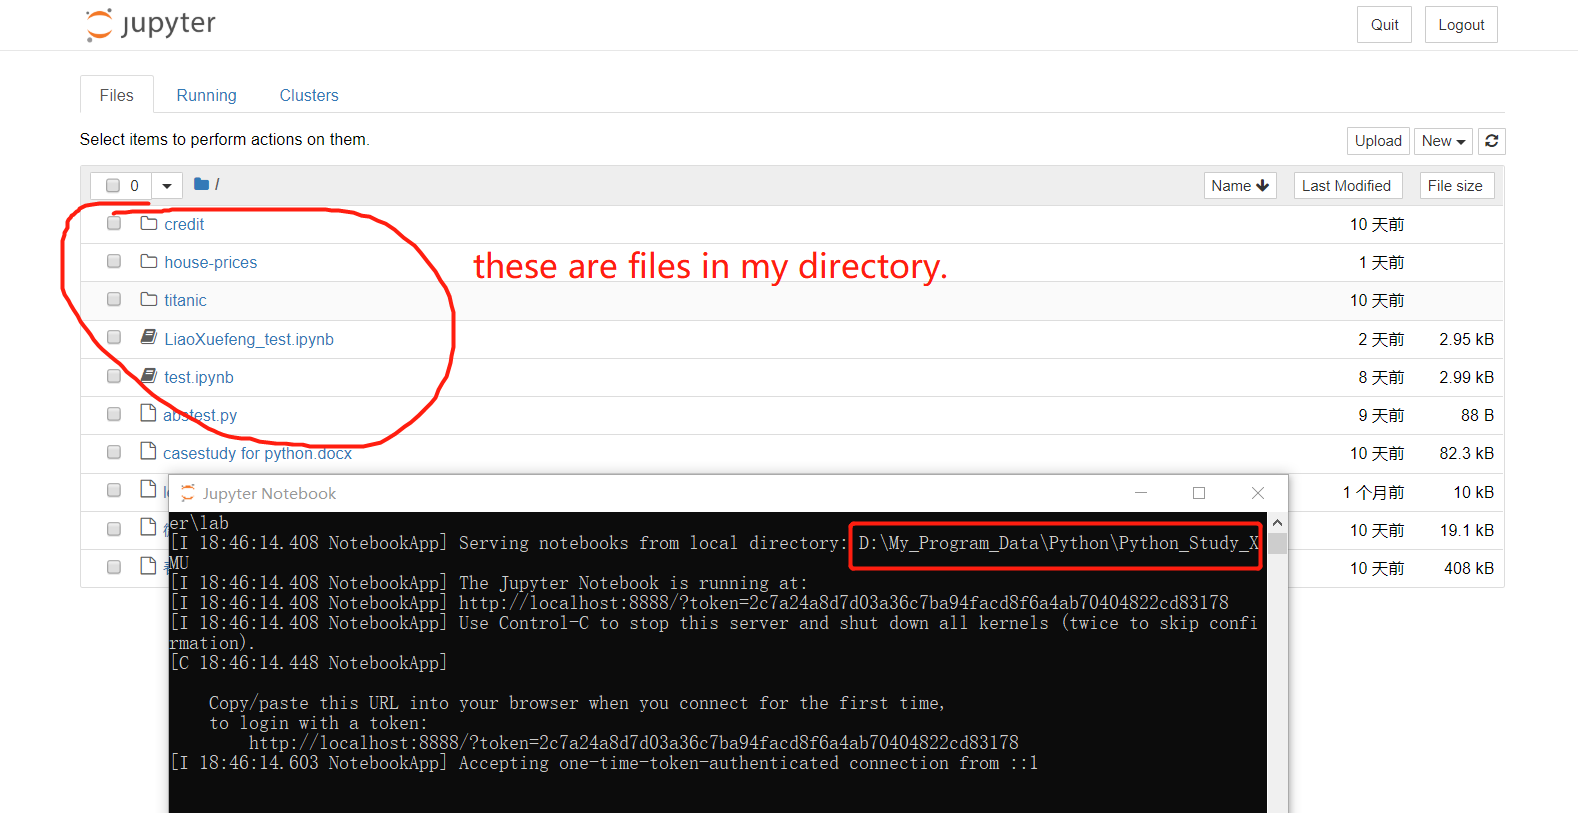 jupyter
Quit
Logout
Files
Running
Clusters
Select items to perform actions on them.
Upload
New
0
/
Name
Last Modified
File size
credit
10 天前
house-prices
1 天前
these are files in my directory.
titanic
10 天前
LiaoXuefeng_test.ipynb
2 天前
2.95 kB
test.ipynb
8 天前
2.99 kB
abstest.py
9 天前
88 B
casestudy for python.docx
10 天前
82.3 kB
1 个月前
10 kB
10 天前
19.1 kB
10 天前
408 kB
Jupyter Notebook
er\lab
[I 18:46:14.408 NotebookApp] Serving notebooks from local directory: D:\My_Program_Data\Python\Python_Study_X
MU
[I 18:46:14.408 NotebookApp] The Jupyter Notebook is running at:
[I 18:46:14.408 NotebookApp] http://localhost:8888/?token=2c7a24a8d7d03a36c7ba94facd8f6a4ab70404822cd83178
[I 18:46:14.408 NotebookApp] Use Control-C to stop this server and shut down all kernels (twice to skip confi
rmation).
[C 18:46:14.448 NotebookApp]
Copy/paste this URL into your browser when you connect for the first time,
to login with a token:
http://localhost:8888/?token=2c7a24a8d7d03a36c7ba94facd8f6a4ab70404822cd83178
[I 18:46:14.603 NotebookApp] Accepting one-time-token-authenticated connection from ::1